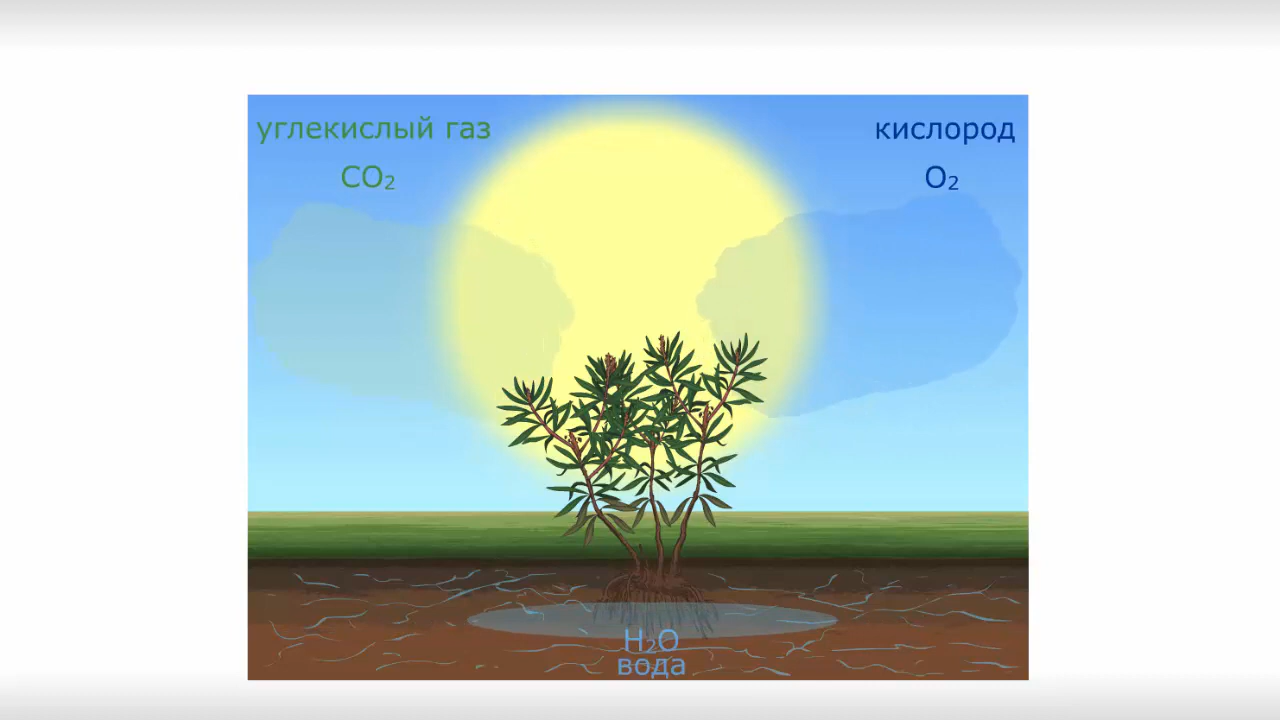 углекислый газ
CO₂
кислород
O₂
H₂O
вода